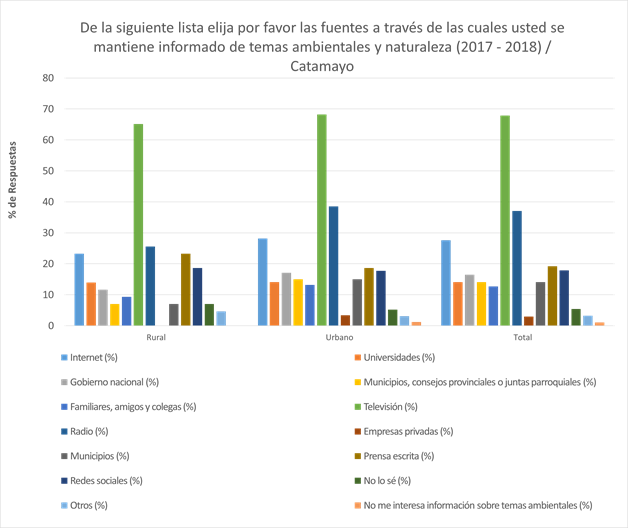 De la siguiente lista elija por favor las fuentes a través de las cuales usted se
mantiene informado de temas ambientales y naturaleza (2017 - 2018) /
Catamayo
% de Respuestas
80
70
60
50
40
30
20
10
0
Rural
Urbano
Total
Internet (%)
Universidades (%)
Gobierno nacional (%)
Municipios, consejos provinciales o juntas parroquiales (%)
Familiares, amigos y colegas (%)
Televisión (%)
Radio (%)
Empresas privadas (%)
Municipios (%)
Prensa escrita (%)
Redes sociales (%)
No lo sé (%)
Otros (%)
No me interesa información sobre temas ambientales (%)